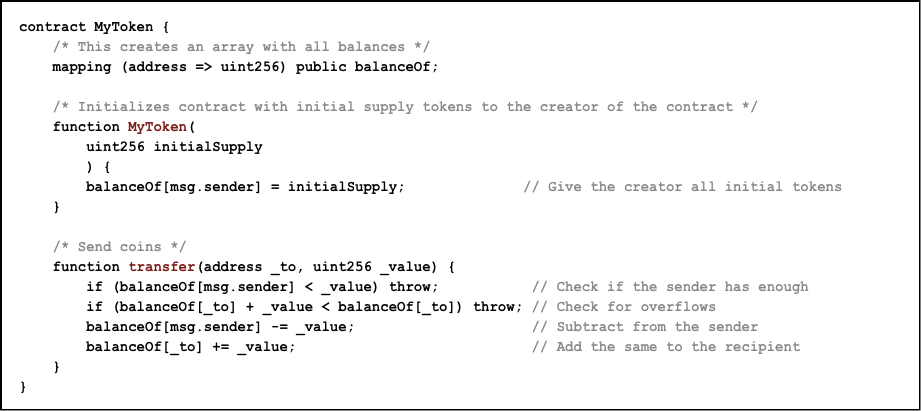 contract MyToken {
    /* This creates an array with all balances */
    mapping (address => uint256) public balanceOf;

    /* Initializes contract with initial supply tokens to the creator of the contract */
    function MyToken(
        uint256 initialSupply
        ) {
        balanceOf[msg.sender] = initialSupply;              // Give the creator all initial tokens
    }

    /* Send coins */
    function transfer(address _to, uint256 _value) {
        if (balanceOf[msg.sender] < _value) throw;           // Check if the sender has enough
        if (balanceOf[_to] + _value < balanceOf[_to]) throw; // Check for overflows
        balanceOf[msg.sender] -= _value;                     // Subtract from the sender
        balanceOf[_to] += _value;                            // Add the same to the recipient
    }
}